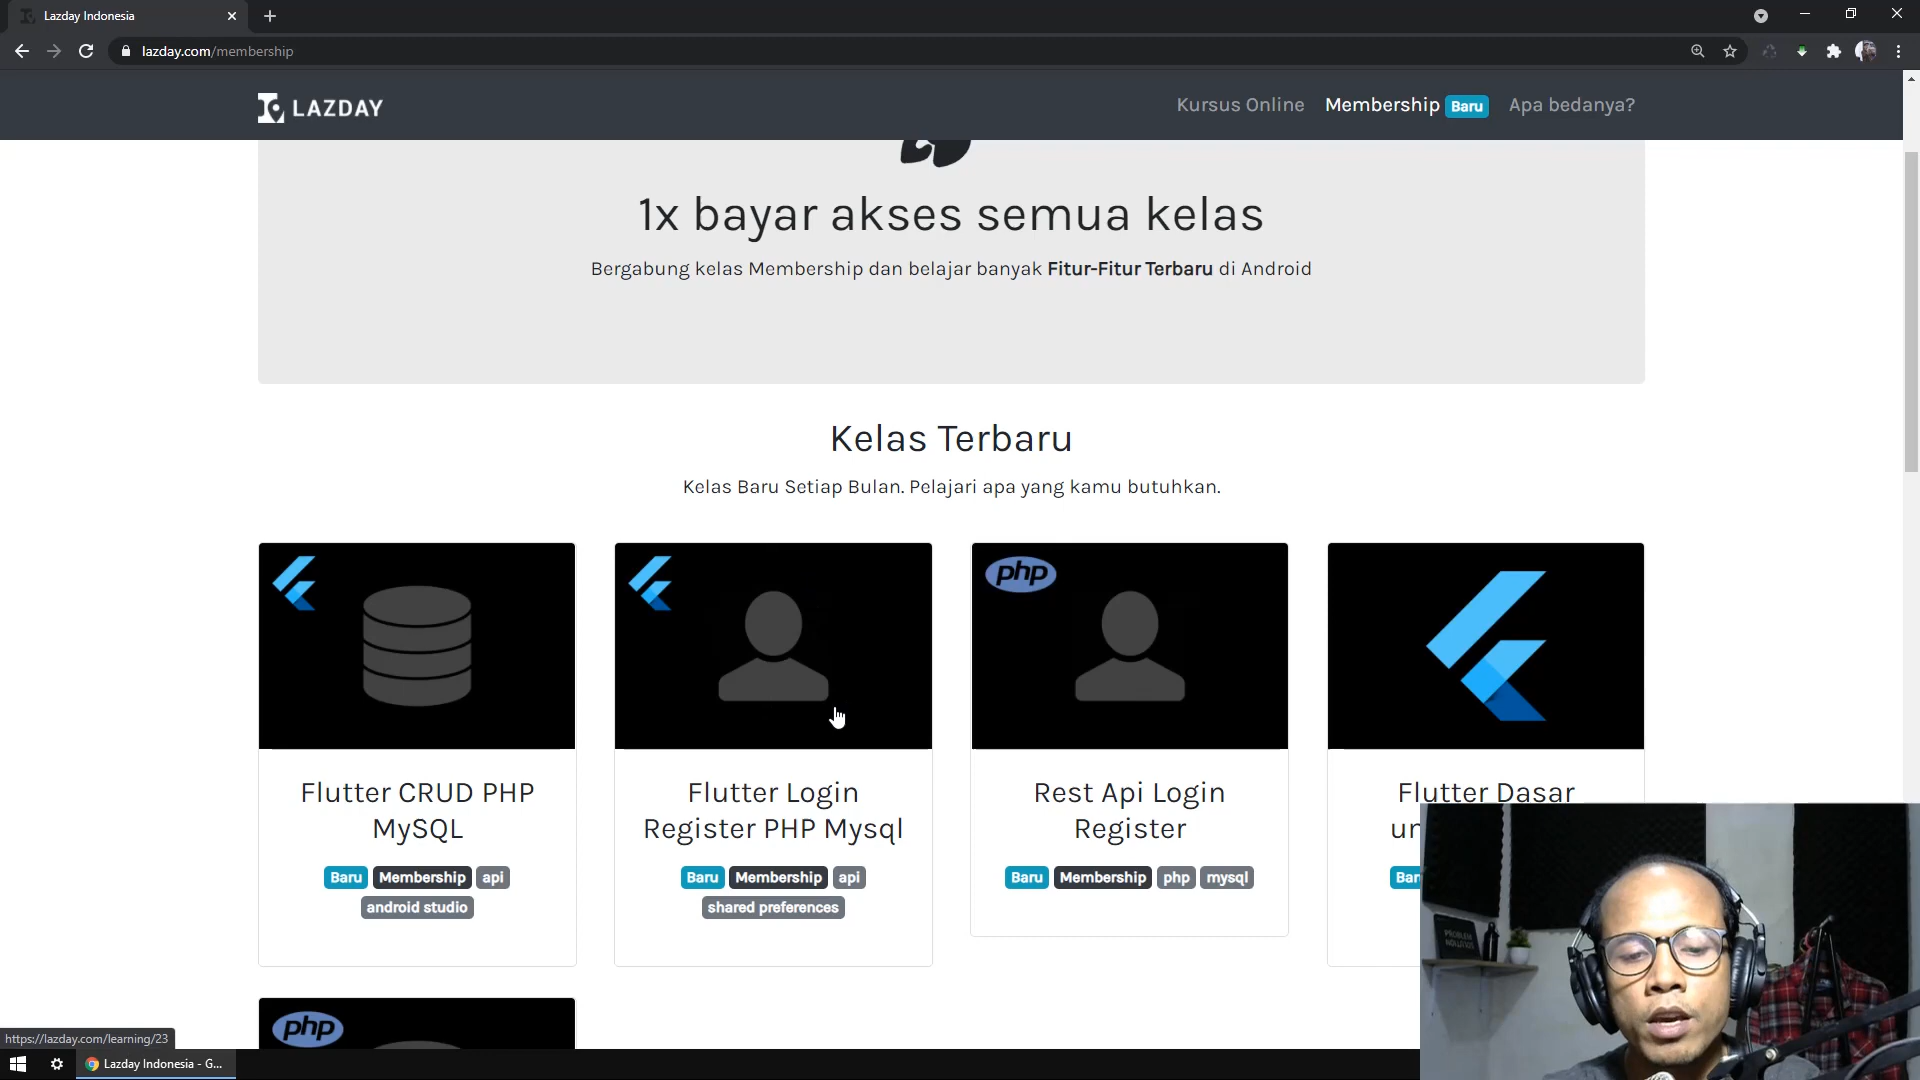 Lazday Indonesia
lazday.com/membership
LAZDAY
Kursus Online
Membership Baru
Apa bedanya?
1x bayar akses semua kelas
Bergabung kelas Membership dan belajar banyak Fitur-Fitur Terbaru di Android
Kelas Terbaru
Kelas Baru Setiap Bulan. Pelajari apa yang kamu butuhkan.
Flutter CRUD PHP
MySQL
Baru Membership api
android studio
Flutter Login
Register PHP Mysql
Baru Membership api
shared preferences
php
Rest Api Login
Register
Baru Membership php mysql
Flutter Dasar
php
https://lazday.com/learning/23
Lazday Indonesia - G...